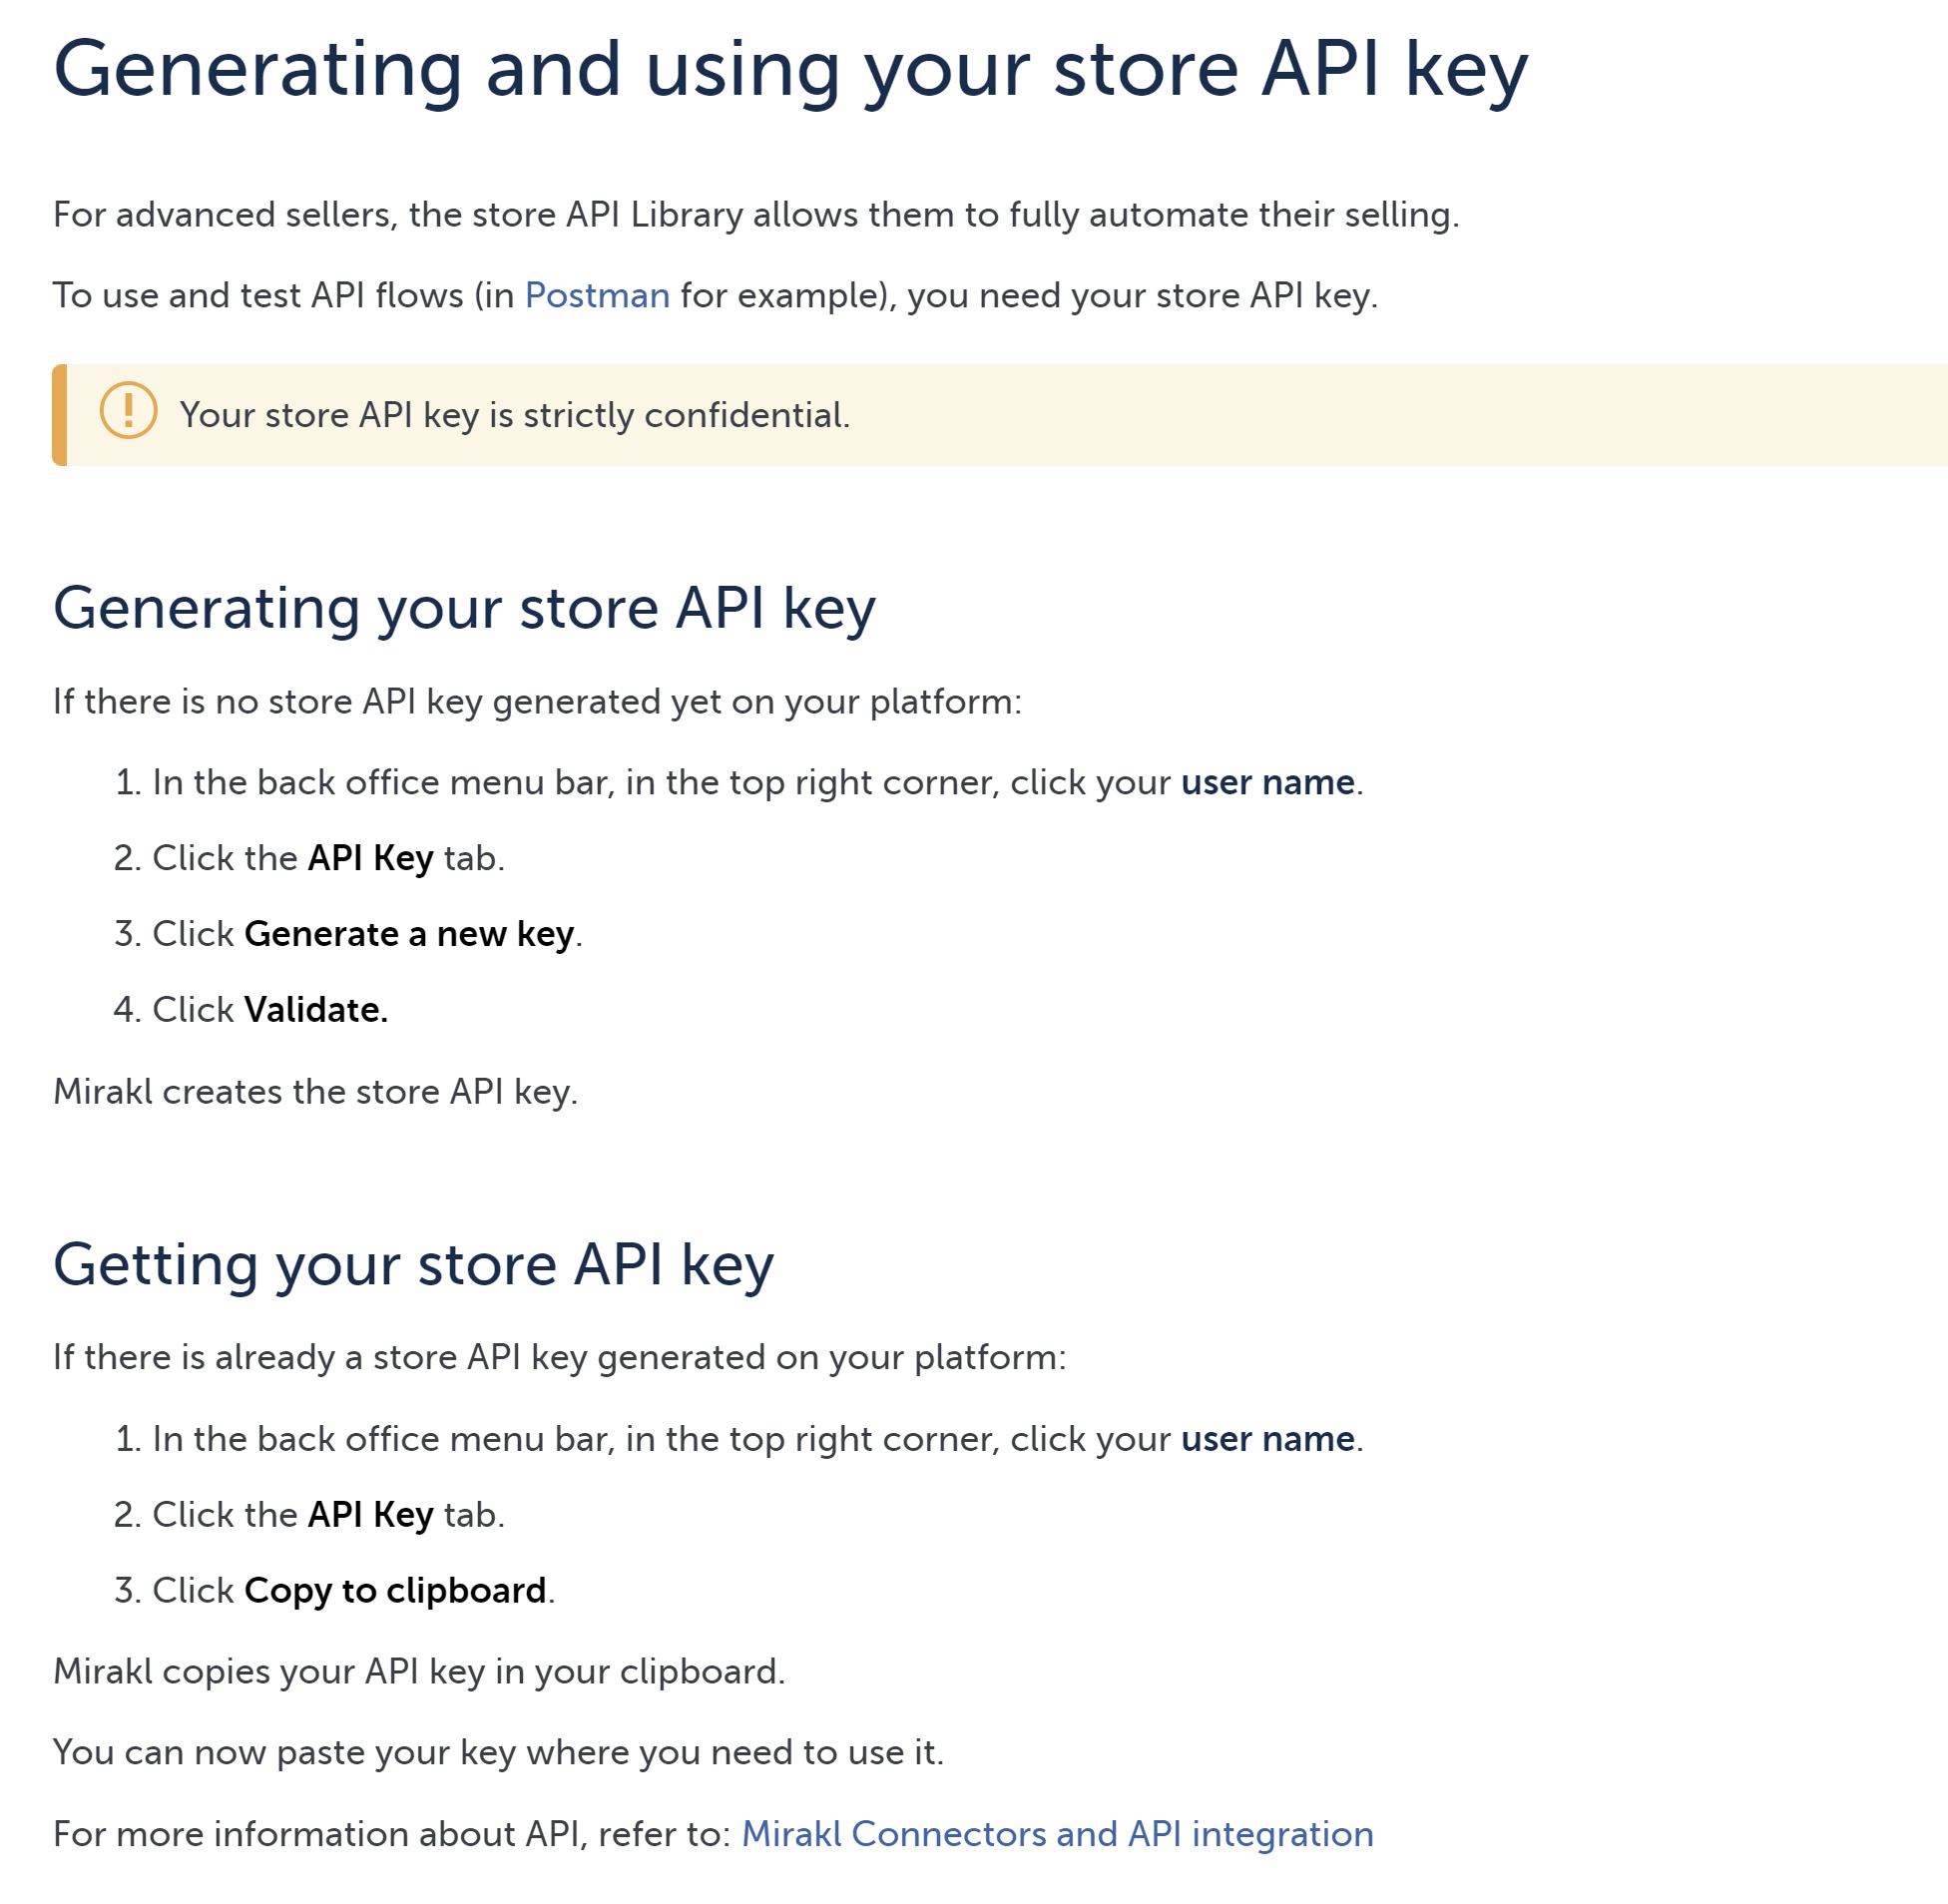 Generating and using your store API key
For advanced sellers, the store API Library allows them to fully automate their selling.
To use and test API flows (in Postman for example), you need your store API key.
Your store API key is strictly confidential.
Generating your store API key
If there is no store API key generated yet on your platform:
1. In the back office menu bar, in the top right corner, click your user name.
2. Click the API Key tab.
3. Click Generate a new key.
4. Click Validate.
Mirakl creates the store API key.
Getting your store API key
If there is already a store API key generated on your platform:
1. In the back office menu bar, in the top right corner, click your user name.
2. Click the API Key tab.
3. Click Copy to clipboard.
Mirakl copies your API key in your clipboard.
You can now paste your key where you need to use it.
For more information about API, refer to: Mirakl Connectors and API integration